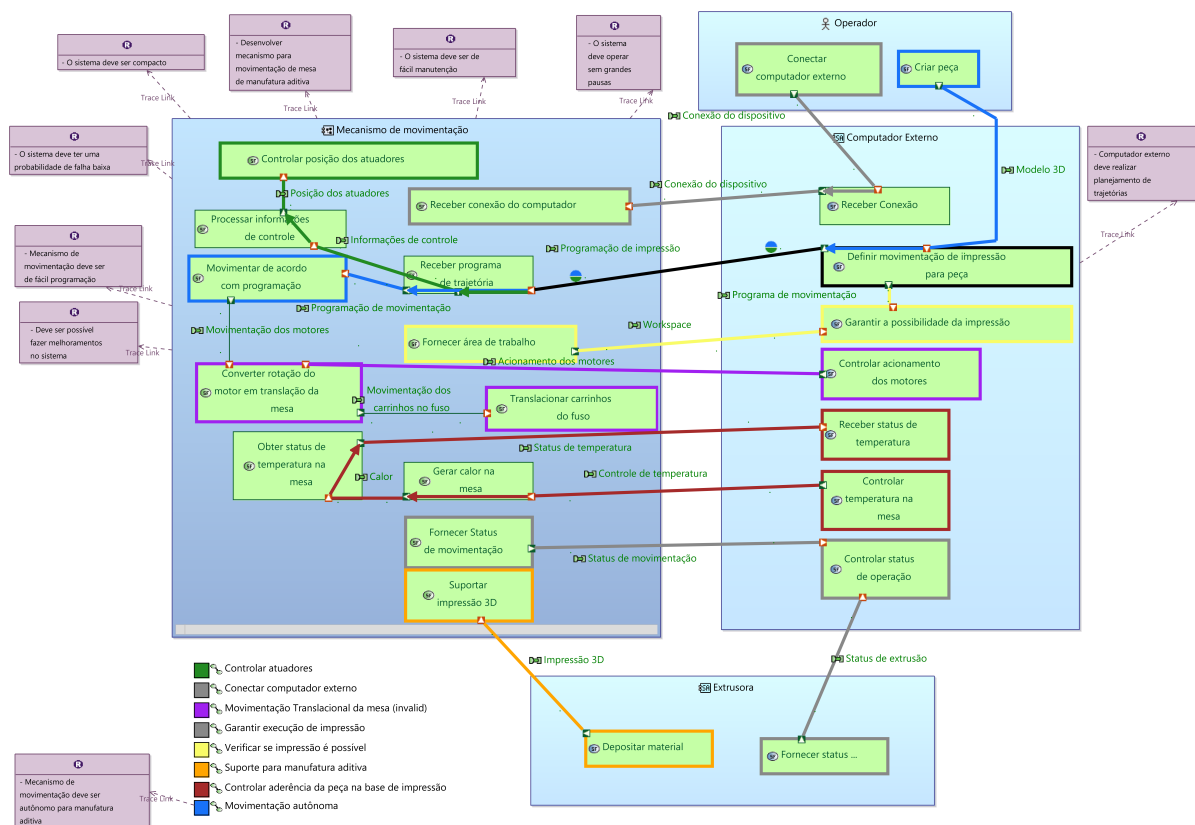 R
- O sistema deve ser compacto
Trace Link
R
- Desenvolver
mecanismo para
movimentação de mesa
de manufatura aditiva
Trace Link
R
- O sistema deve ser de
fácil manutenção
Trace Link
R
- O sistema
deve operar
sem grandes
pausas
Trace Link
Operador
Conectar
computador externo
Criar peça
Conexão do dispositivo
Modelo 3D
R
- O sistema deve ter uma
probabilidade de falha baixa
Trace Link
R
- Mecanismo de
movimentação deve ser
de fácil programação
Trace Link
R
- Deve ser possível
fazer melhoramentos
no sistema
Trace Link
R
- Computador externo
deve realizar
planejamento de
trajetórias
Trace Link
Mecanismo de movimentação
Controlar posição dos atuadores
Posição dos atuadores
Processar informações
de controle
Informações de controle
Receber conexão do computador
Conexão do dispositivo
Movimentar de acordo
com programação
Receber programa
de trajetória
Programação de impressão
Programação de movimentação
Movimentação dos motores
Fornecer área de trabalho
Workspace
Acionamento dos motores
Converter rotação do
motor em translação da
mesa
Movimentação dos
carrinhos no fuso
Translacionar carrinhos
do fuso
Obter status de
temperatura na
mesa
Status de temperatura
Calor
Gerar calor na
mesa
Controle de temperatura
Fornecer Status
de movimentação
Status de movimentação
Suportar
impressão 3D
Impressão 3D
Computador Externo
Receber Conexão
Definir movimentação de impressão
para peça
Programa de movimentação
Garantir a possibilidade da impressão
Controlar acionamento
dos motores
Receber status de
temperatura
Controlar
temperatura na
mesa
Controlar status
de operação
Status de extrusão
Extrusora
Depositar material
Fornecer status ...
Controlar atuadores
Conectar computador externo
Movimentação Translacional da mesa (invalid)
Garantir execução de impressão
Verificar se impressão é possivel
Suporte para manufatura aditiva
Controlar aderência da peça na base de impressão
Movimentação autônoma
R
- Mecanismo de
movimentação deve ser
autônomo para manufatura
aditiva
Trace Link